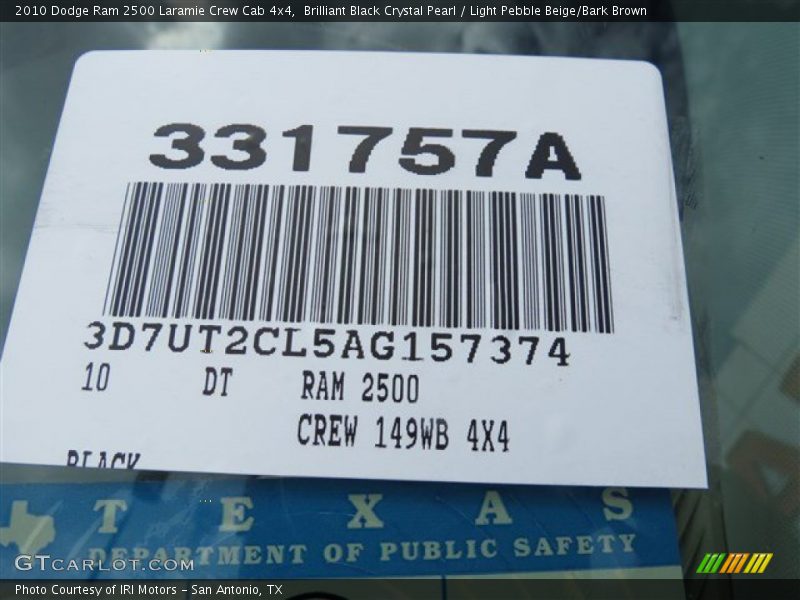 2010 Dodge Ram 2500 Laramie Crew Cab 4x4, Brilliant Black Crystal Pearl / Light Pebble Beige/Bark Brown
331757A
3D7UT2CL5AG157374
10 DT RAM 2500
CREW 149WB 4X4
BLACK
TEXAS
DEPARTMENT OF PUBLIC SAFETY
GTCARLOT.COM
Photo Courtesy of IRI Motors - San Antonio, TX